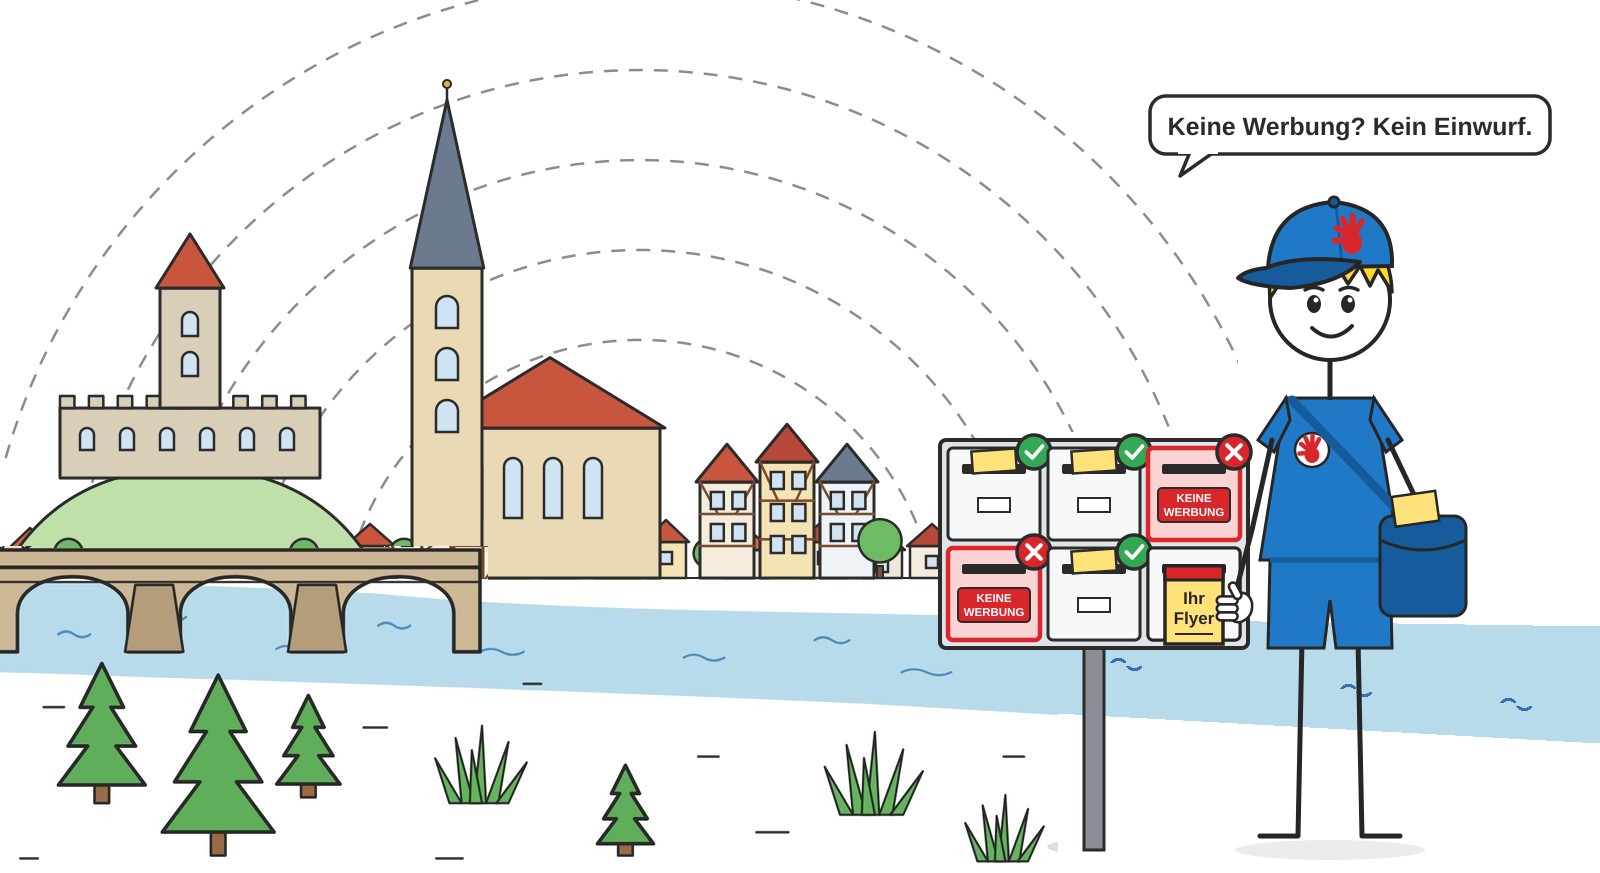 Keine Werbung? Kein Einwurf.
KEINE
WERBUNG
KEINE
WERBUNG
Ihr
Flyer